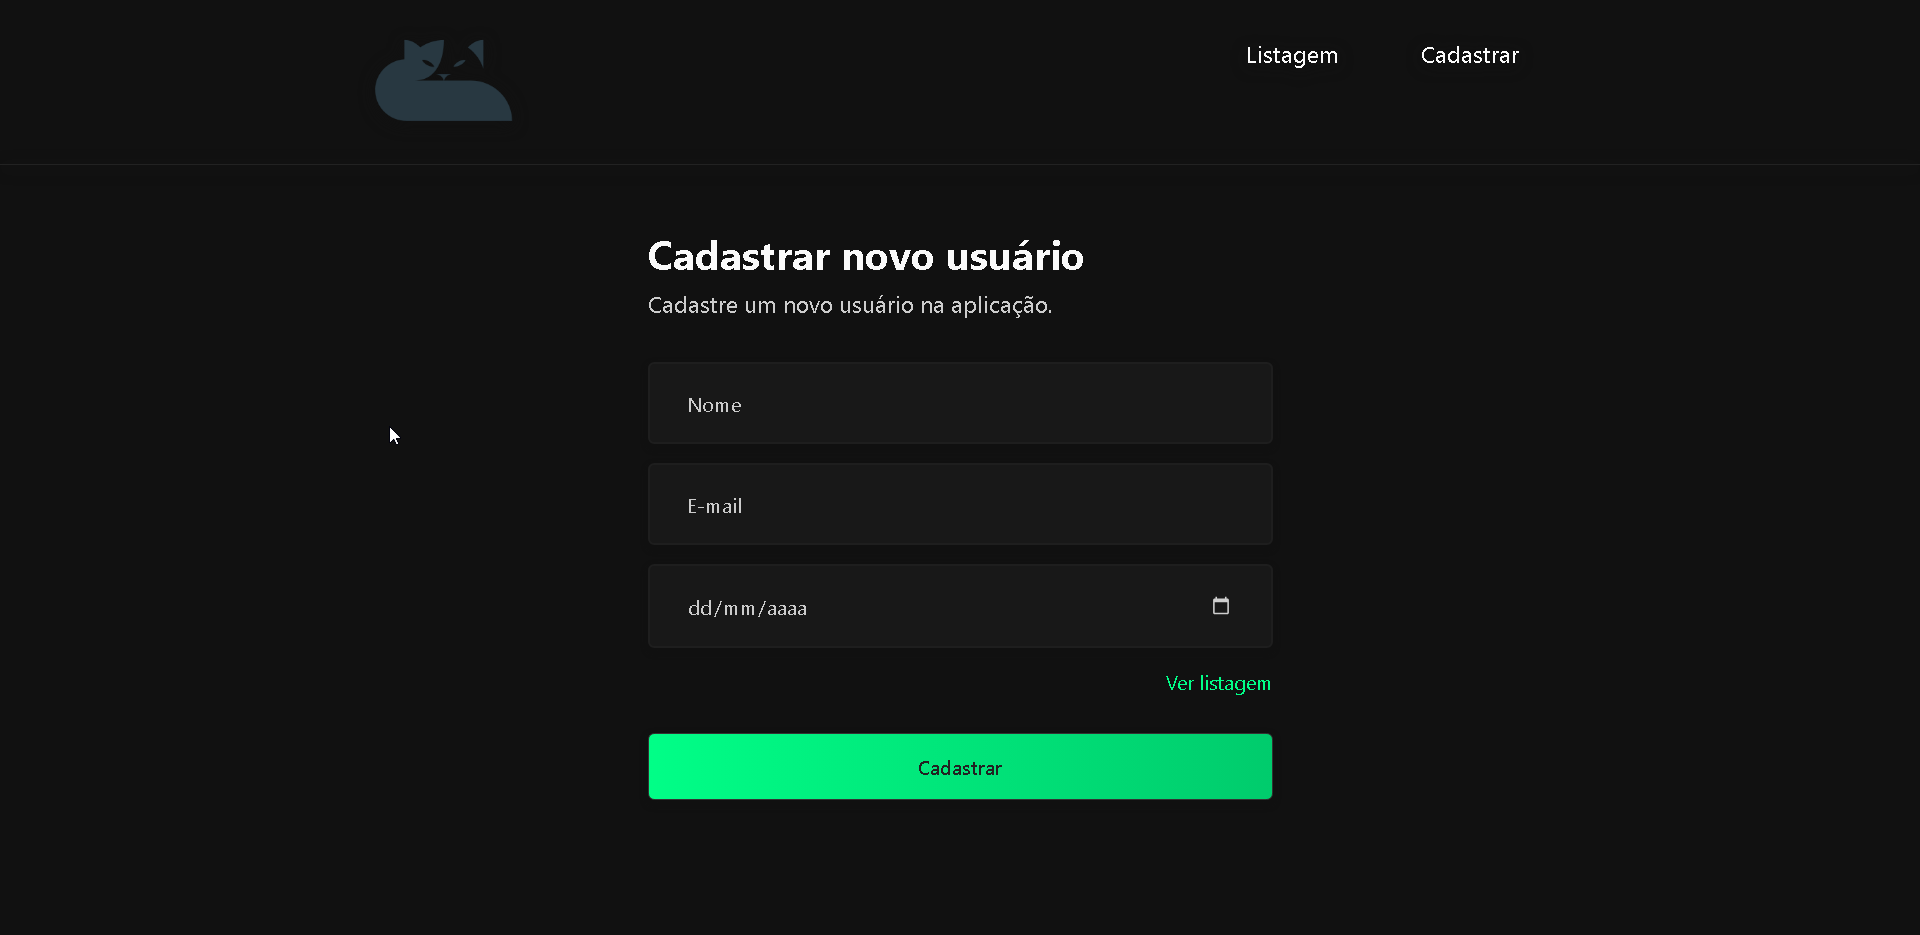 Listagem Cadastrar
Cadastrar novo usuário
Cadastre um novo usuário na aplicação.
Nome
E-mail
dd/mm/aaaa
Ver listagem
Cadastrar